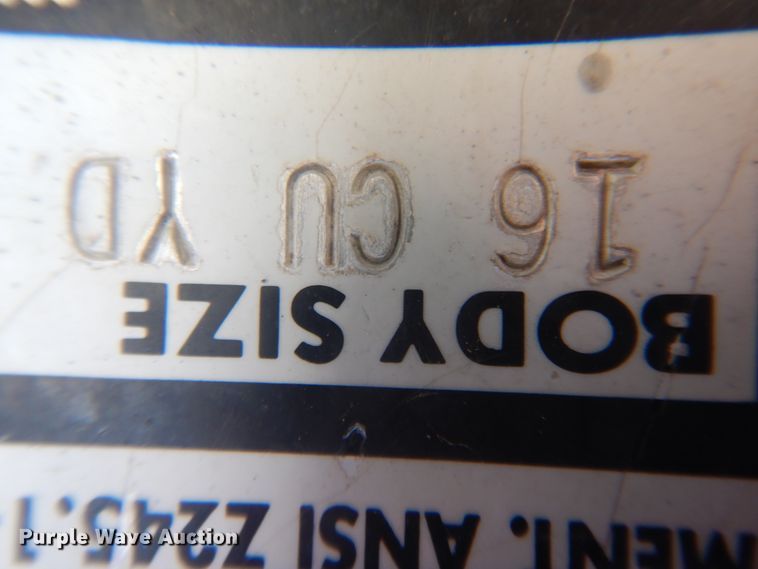 MENT. ANSI Z245.1
BODY SIZE
16 CU YD
Purple Wave Auction